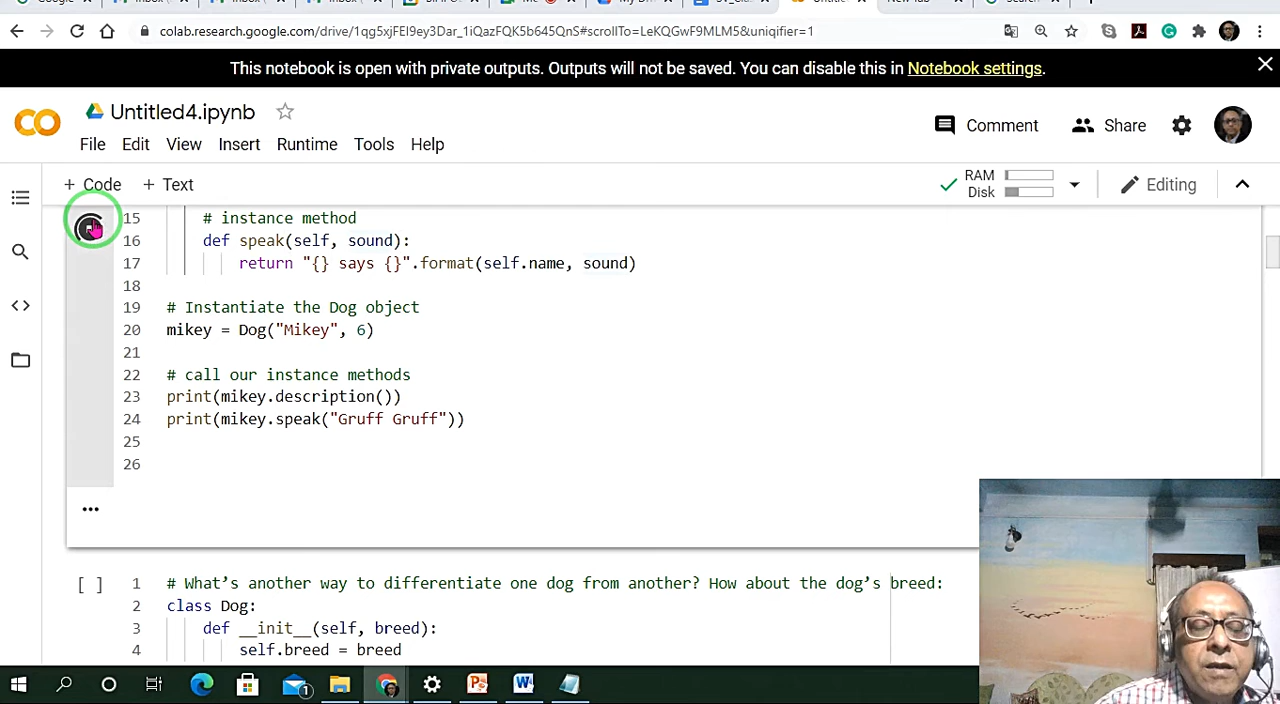 colab.research.google.com/drive/1qg5xjFEI9ey3Par_1iQazFQK5b645QnS#scrollTo=LeKQGwF9MLM5&uniqifier=1
This notebook is open with private outputs. Outputs will not be saved. You can disable this in Notebook settings.
Untitled4.ipynb
Comment
Share
File Edit View Insert Runtime Tools Help
+ Code + Text
RAM
Disk
Editing
15 # instance method
16 def speak(self, sound):
17 return "{} says {}".format(self.name, sound)
18
19 # Instantiate the Dog object
20 mikey = Dog("Mikey", 6)
21
22 # call our instance methods
23 print(mikey.description())
24 print(mikey.speak("Gruff Gruff"))
25
26
[ ] 1 # What’s another way to differentiate one dog from another? How about the dog’s breed:
2 class Dog:
3 def __init__(self, breed):
4 self.breed = breed